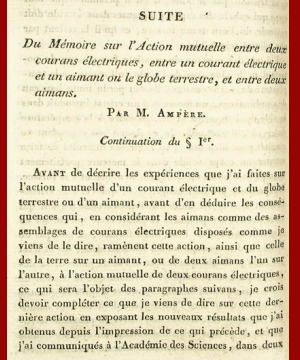 SUITE
Du Mémoire sur l'Action mutuelle entre deux
courans électriques, entre un courant électrique
et un aimant ou le globe terrestre, et entre deux
aimans.
Par M. Ampère.
Continuation du § Ier.
Avant de décrire les expériences que j'ai faites sur
l'action mutuelle d'un courant électrique et du globe
terrestre ou d'un aimant, avant d'en déduire les consé-
quences qui, en considérant les aimans comme des as-
semblages de courans électriques disposés comme je
viens de le dire, ramènent cette action, ainsi que celle
de la terre sur un aimant, ou de deux aimans l'un sur
l'autre, à l'action mutuelle de deux courans électriques,
ce qui sera l'objet des paragraphes suivans, je crois
devoir compléter ce que je viens de dire sur cette der-
nière action en exposant les nouveaux résultats que j'ai
obtenus depuis l'impression de ce qui précède, et que
j'ai communiqués à l'Académie des Sciences, dans deux